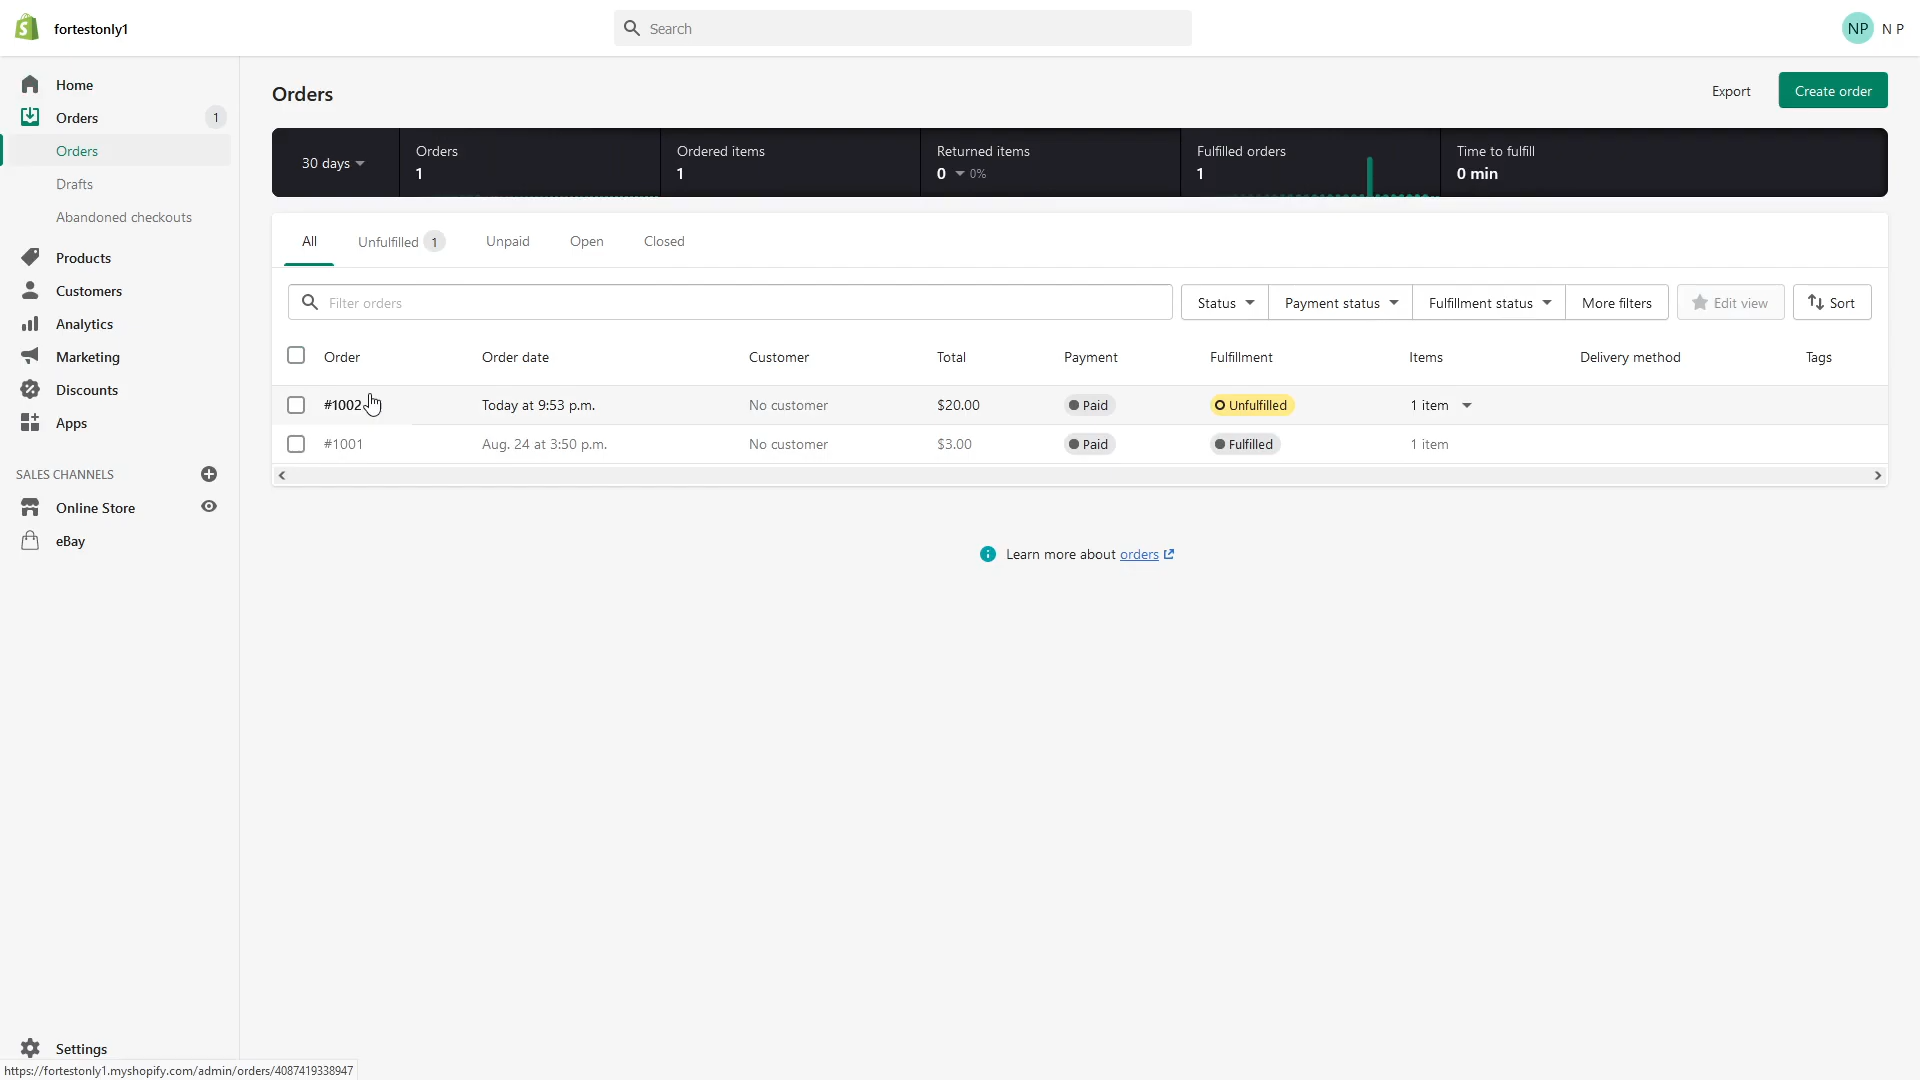 fortestonly1
Search
NP N P
Home
Orders 1
Orders
Drafts
Abandoned checkouts
Products
Customers
Analytics
Marketing
Discounts
Apps
SALES CHANNELS
Online Store
eBay
Settings
Orders
Export
Create order
30 days
Orders
1
Ordered items
1
Returned items
0 0%
Fulfilled orders
1
Time to fulfill
0 min
All Unfulfilled 1 Unpaid Open Closed
Filter orders Status Payment status Fulfillment status More filters Edit view Sort
Order Order date Customer Total Payment Fulfillment Items Delivery method Tags
#1002 Today at 9:53 p.m. No customer $20.00 Paid Unfulfilled 1 item
#1001 Aug. 24 at 3:50 p.m. No customer $3.00 Paid Fulfilled 1 item
Learn more about orders
https://fortestonly1.myshopify.com/admin/orders/4087419338947